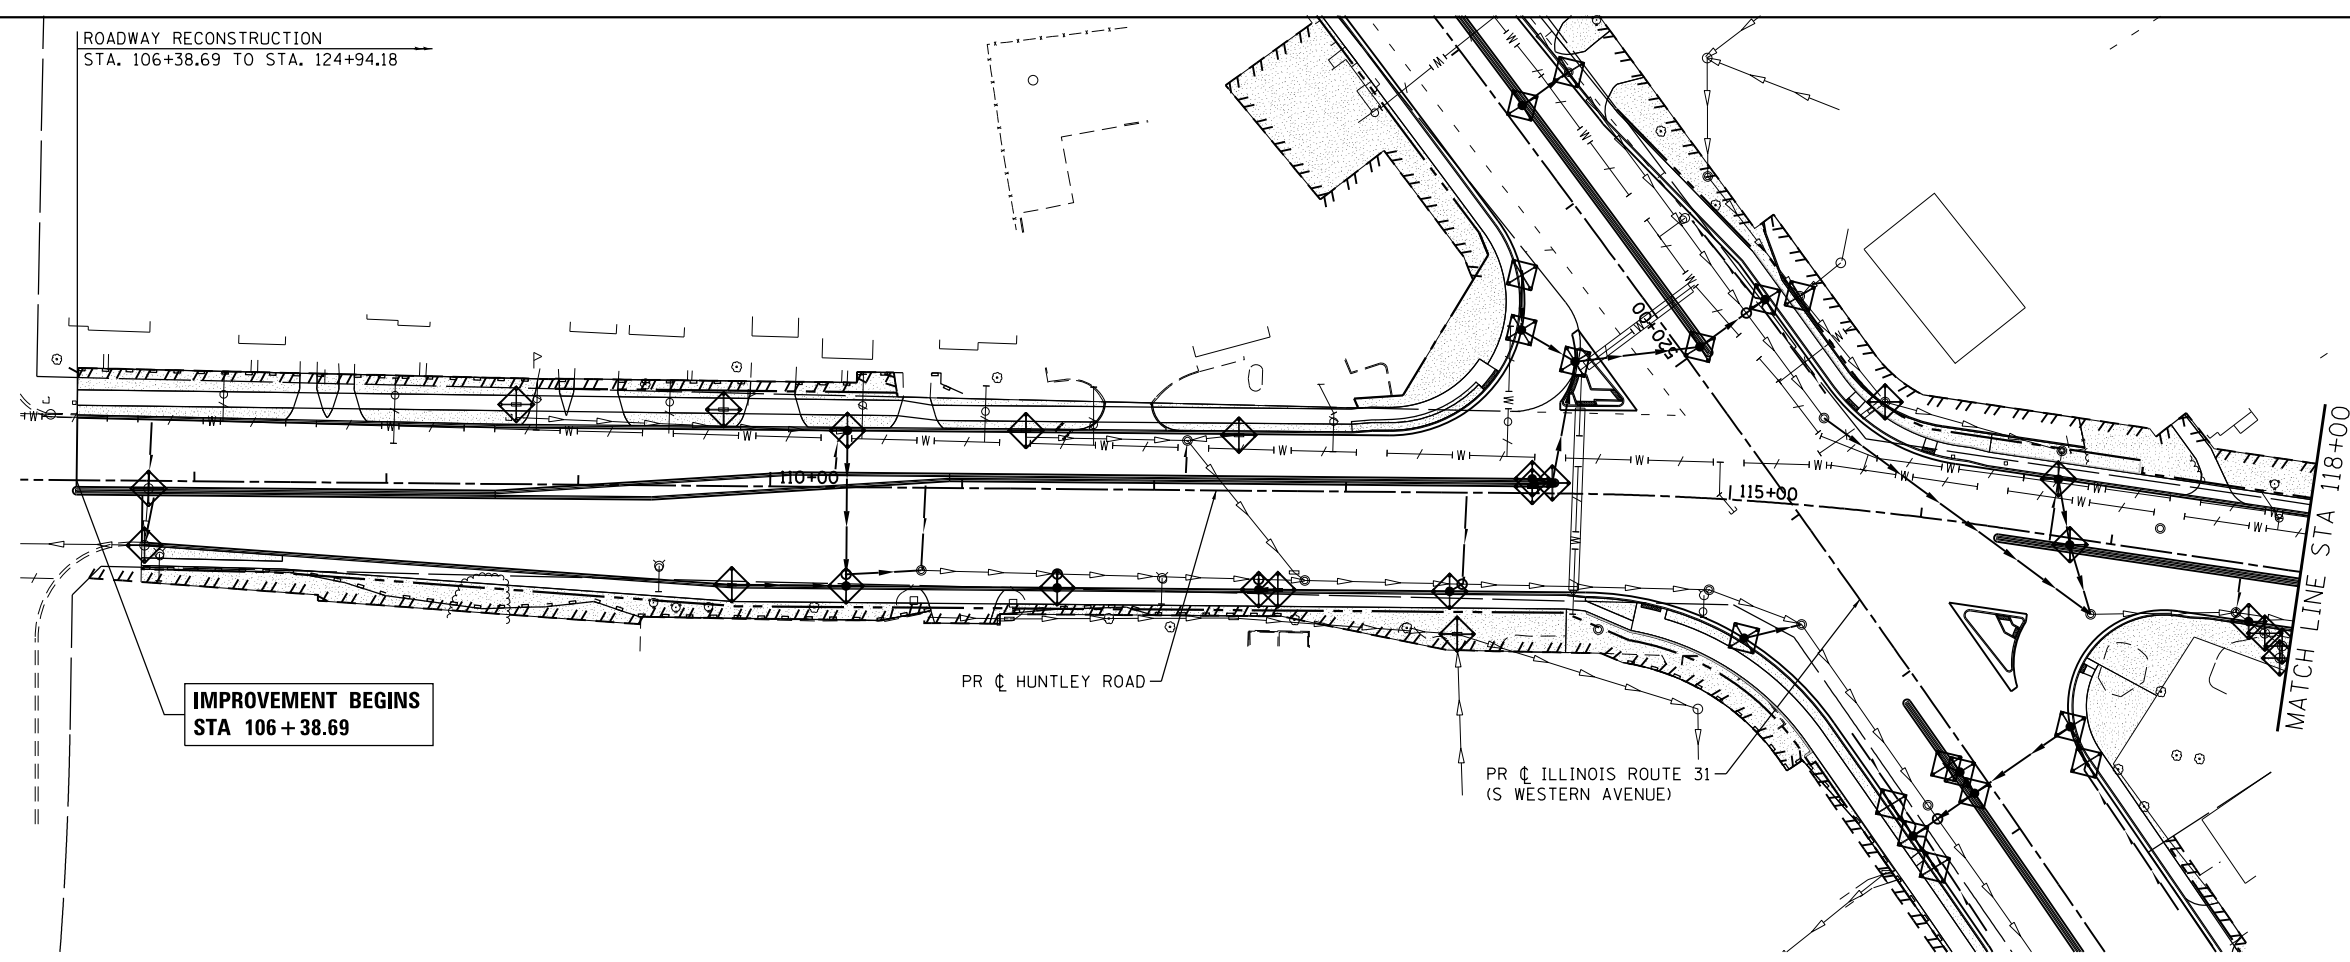 ROADWAY RECONSTRUCTION
STA. 106+38.69 TO STA. 124+94.18
520+00
110+00
115+00
MATCH LINE STA 118+00
PR ℄ HUNTLEY ROAD
IMPROVEMENT BEGINS
STA 106+38.69
PR ℄ ILLINOIS ROUTE 31
(S WESTERN AVENUE)